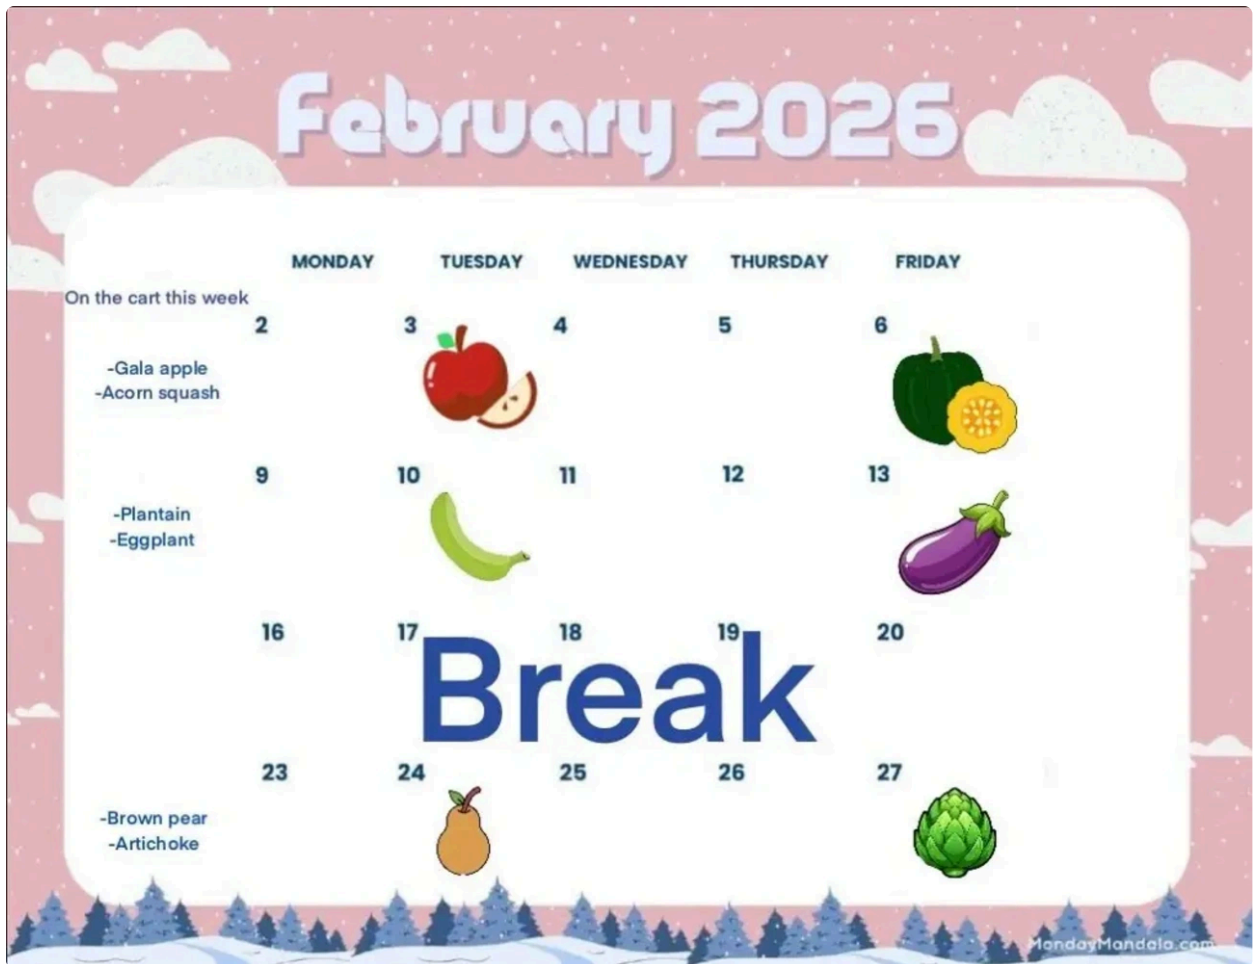 February 2026
MONDAY TUESDAY WEDNESDAY THURSDAY FRIDAY
On the cart this week
2 3 4 5 6
-Gala apple
-Acorn squash
9 10 11 12 13
-Plantain
-Eggplant
16 17 18 19 20
Break
23 24 25 26 27
-Brown pear
-Artichoke
MondayMandala.com